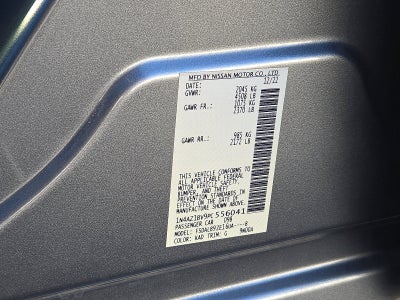 MFD BY NISSAN MOTOR CO., LTD.
DATE: 12/22
GVWR: 2045 KG
4508 LB
GAWR FR.: 1075 KG
2370 LB
GAWR RR.: 985 KG
2172 LB
THIS VEHICLE CONFORMS TO ALL
APPLICABLE FEDERAL
MOTOR VEHICLE SAFETY,
BUMPER, AND THEFT
PREVENTION STANDARDS IN
EFFECT ON THE DATE OF
MANUFACTURE SHOWN
ABOVE.
1N4AZ1BV9PC556041
PASSENGER CAR
MODEL:
COLOR: KAD TRIM: G